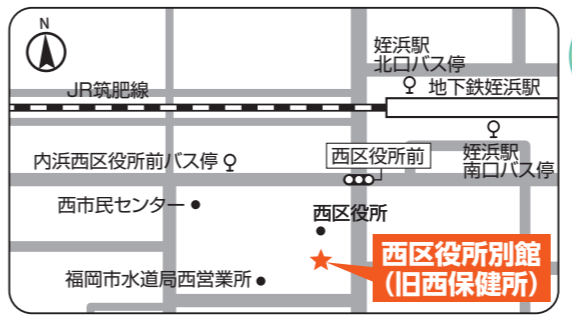 N
姪浜駅
北口バス停
JR筑肥線
地下鉄姪浜駅
内浜西区役所前バス停
西区役所前
姪浜駅
南口バス停
西市民センター
西区役所
西区役所別館
(旧西保健所)
福岡市水道局西営業所